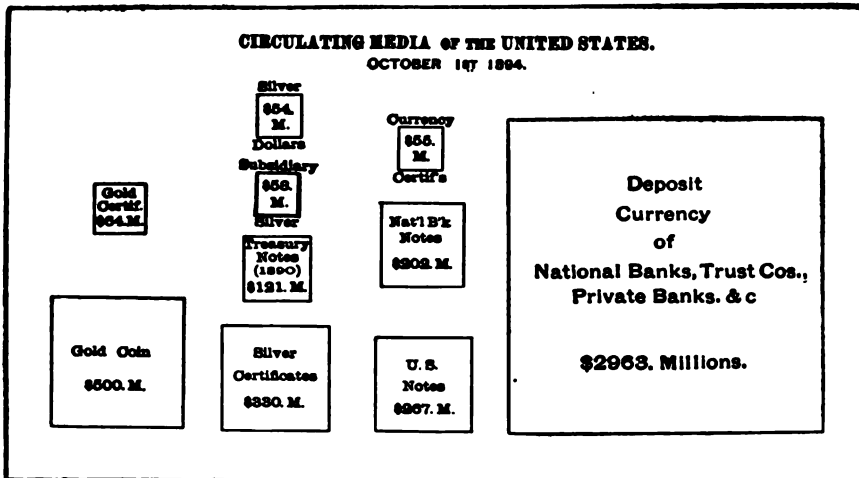 CIRCULATING MEDIA OF THE UNITED STATES.
OCTOBER 1ST 1894.
Silver
$54.
M.
Dollars
Subsidiary
$58.
M.
Silver
Treasury
Notes
(1890)
$121. M.
Currency
$55.
M.
Certif's
Gold
Certif.
$64.M.
Nat'l B'k
Notes
$202. M.
Gold Coin
$500. M.
Silver
Certificates
$330. M.
U. S.
Notes
$267. M.
Deposit
Currency
of
National Banks, Trust Cos.,
Private Banks. & c
$2963. Millions.